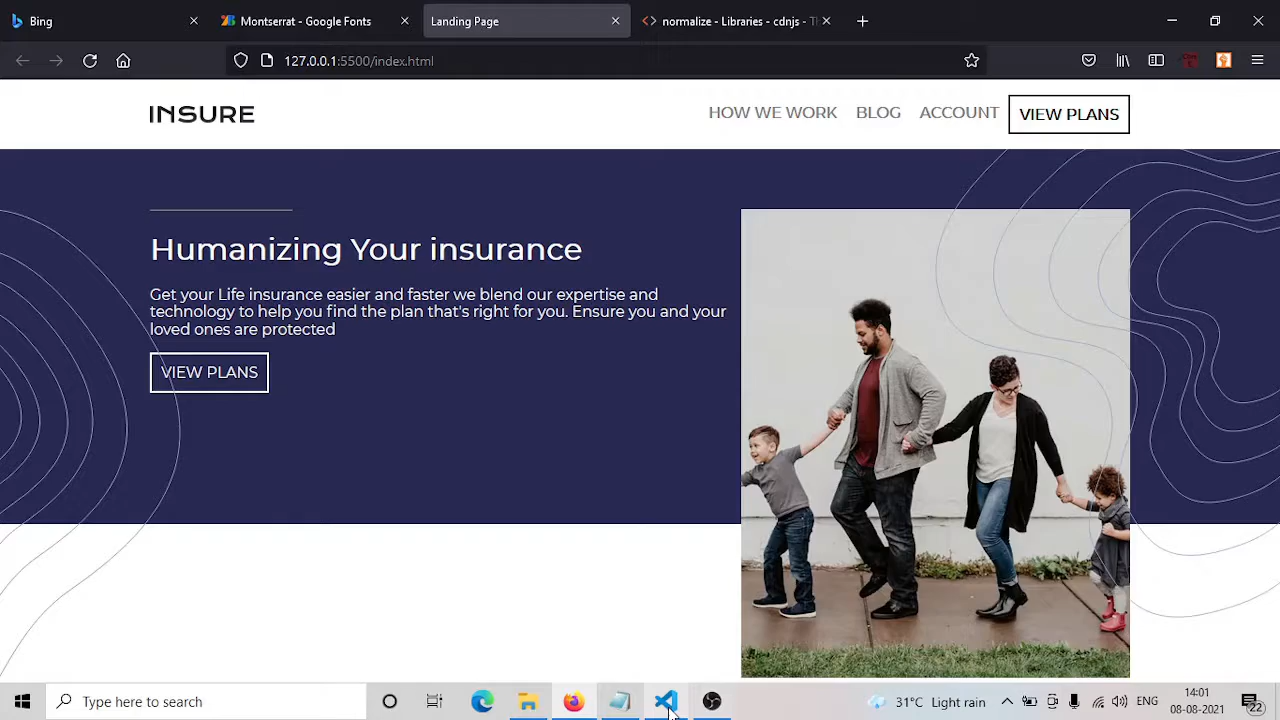 Bing
Montserrat - Google Fonts
Landing Page
normalize - Libraries - cdnjs - Th
127.0.0.1:5500/index.html
INSURE
HOW WE WORK BLOG ACCOUNT VIEW PLANS
Humanizing Your insurance
Get your Life insurance easier and faster we blend our expertise and
technology to help you find the plan that's right for you. Ensure you and your
loved ones are protected
VIEW PLANS
Type here to search
31°C Light rain
ENG
14:01
08-08-2021
22